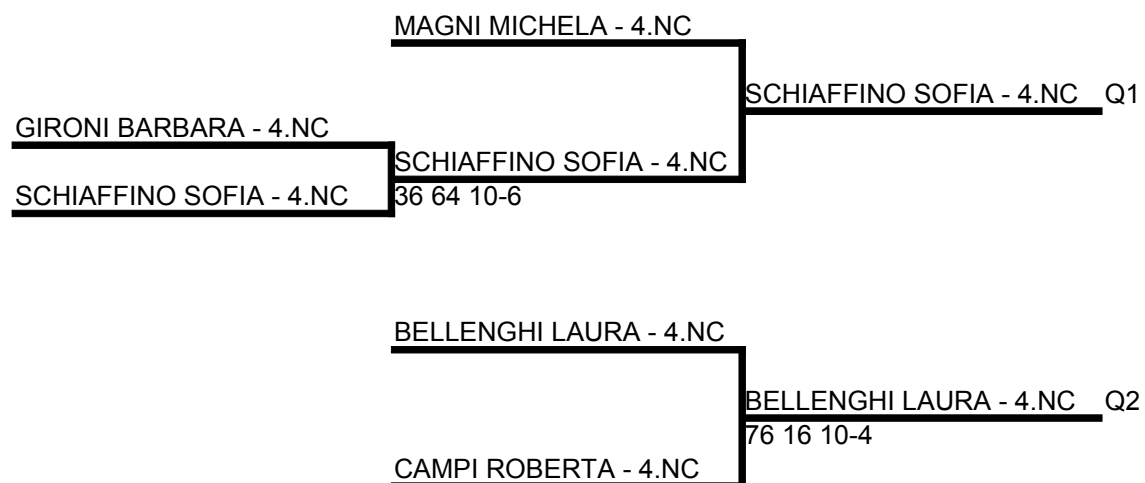 MAGNI MICHELA - 4.NC
SCHIAFFINO SOFIA - 4.NC Q1
GIRONI BARBARA - 4.NC
SCHIAFFINO SOFIA - 4.NC
SCHIAFFINO SOFIA - 4.NC
36 64 10-6
BELLENGHI LAURA - 4.NC
BELLENGHI LAURA - 4.NC Q2
76 16 10-4
CAMPI ROBERTA - 4.NC